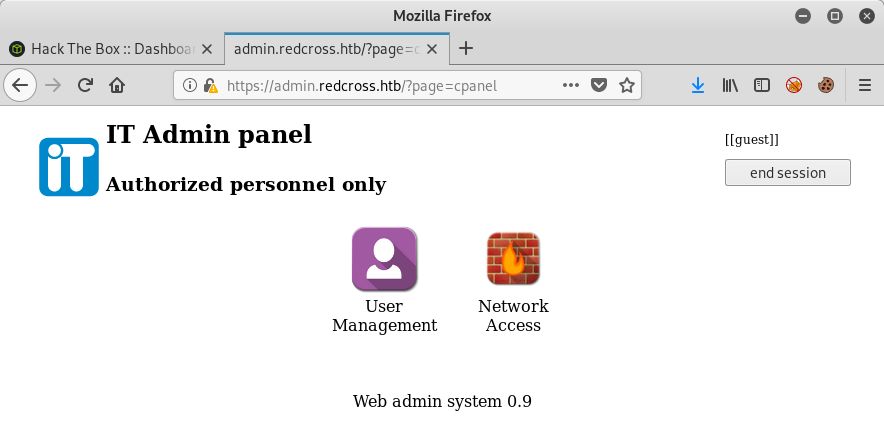 Mozilla Firefox
Hack The Box :: Dashboa
admin.redcross.htb/?page=c
https://admin.redcross.htb/?page=cpanel
iT
IT Admin panel
[[guest]]
Authorized personnel only
end session
User
Management
Network
Access
Web admin system 0.9